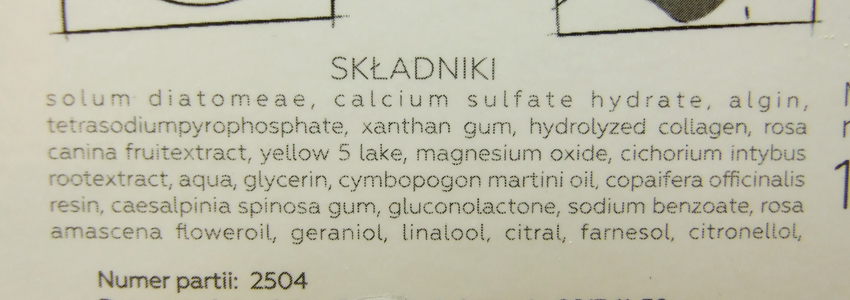 SKŁADNIKI
solum diatomeae, calcium sulfate hydrate, algin,
tetrasodiumpyrophosphate, xanthan gum, hydrolyzed collagen, rosa
canina fruitextract, yellow 5 lake, magnesium oxide, cichorium intybus
rootextract, aqua, glycerin, cymbopogon martini oil, copaifera officinalis
resin, caesalpinia spinosa gum, gluconolactone, sodium benzoate, rosa
amascena floweroil, geraniol, linalool, citral, farnesol, citronellol,
Numer partii: 2504